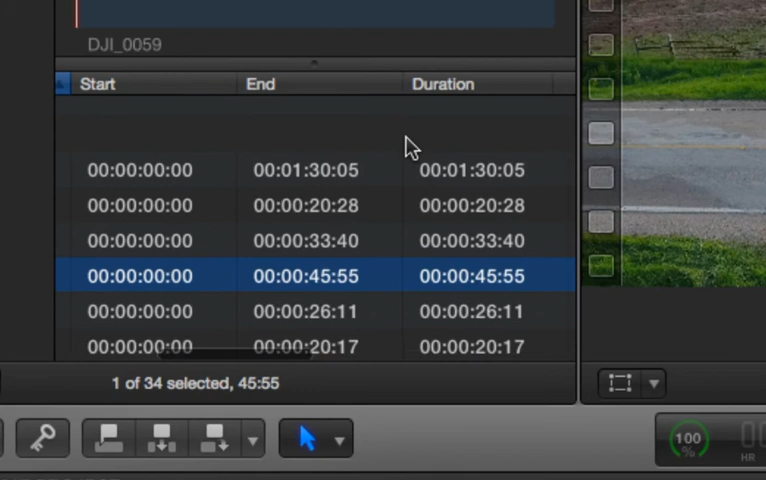 DJI_0059
Start End Duration
00:00:00:00 00:01:30:05 00:01:30:05
00:00:00:00 00:00:20:28 00:00:20:28
00:00:00:00 00:00:33:40 00:00:33:40
00:00:00:00 00:00:45:55 00:00:45:55
00:00:00:00 00:00:26:11 00:00:26:11
00:00:00:00 00:00:20:17 00:00:20:17
1 of 34 selected, 45:55
100
%
HR